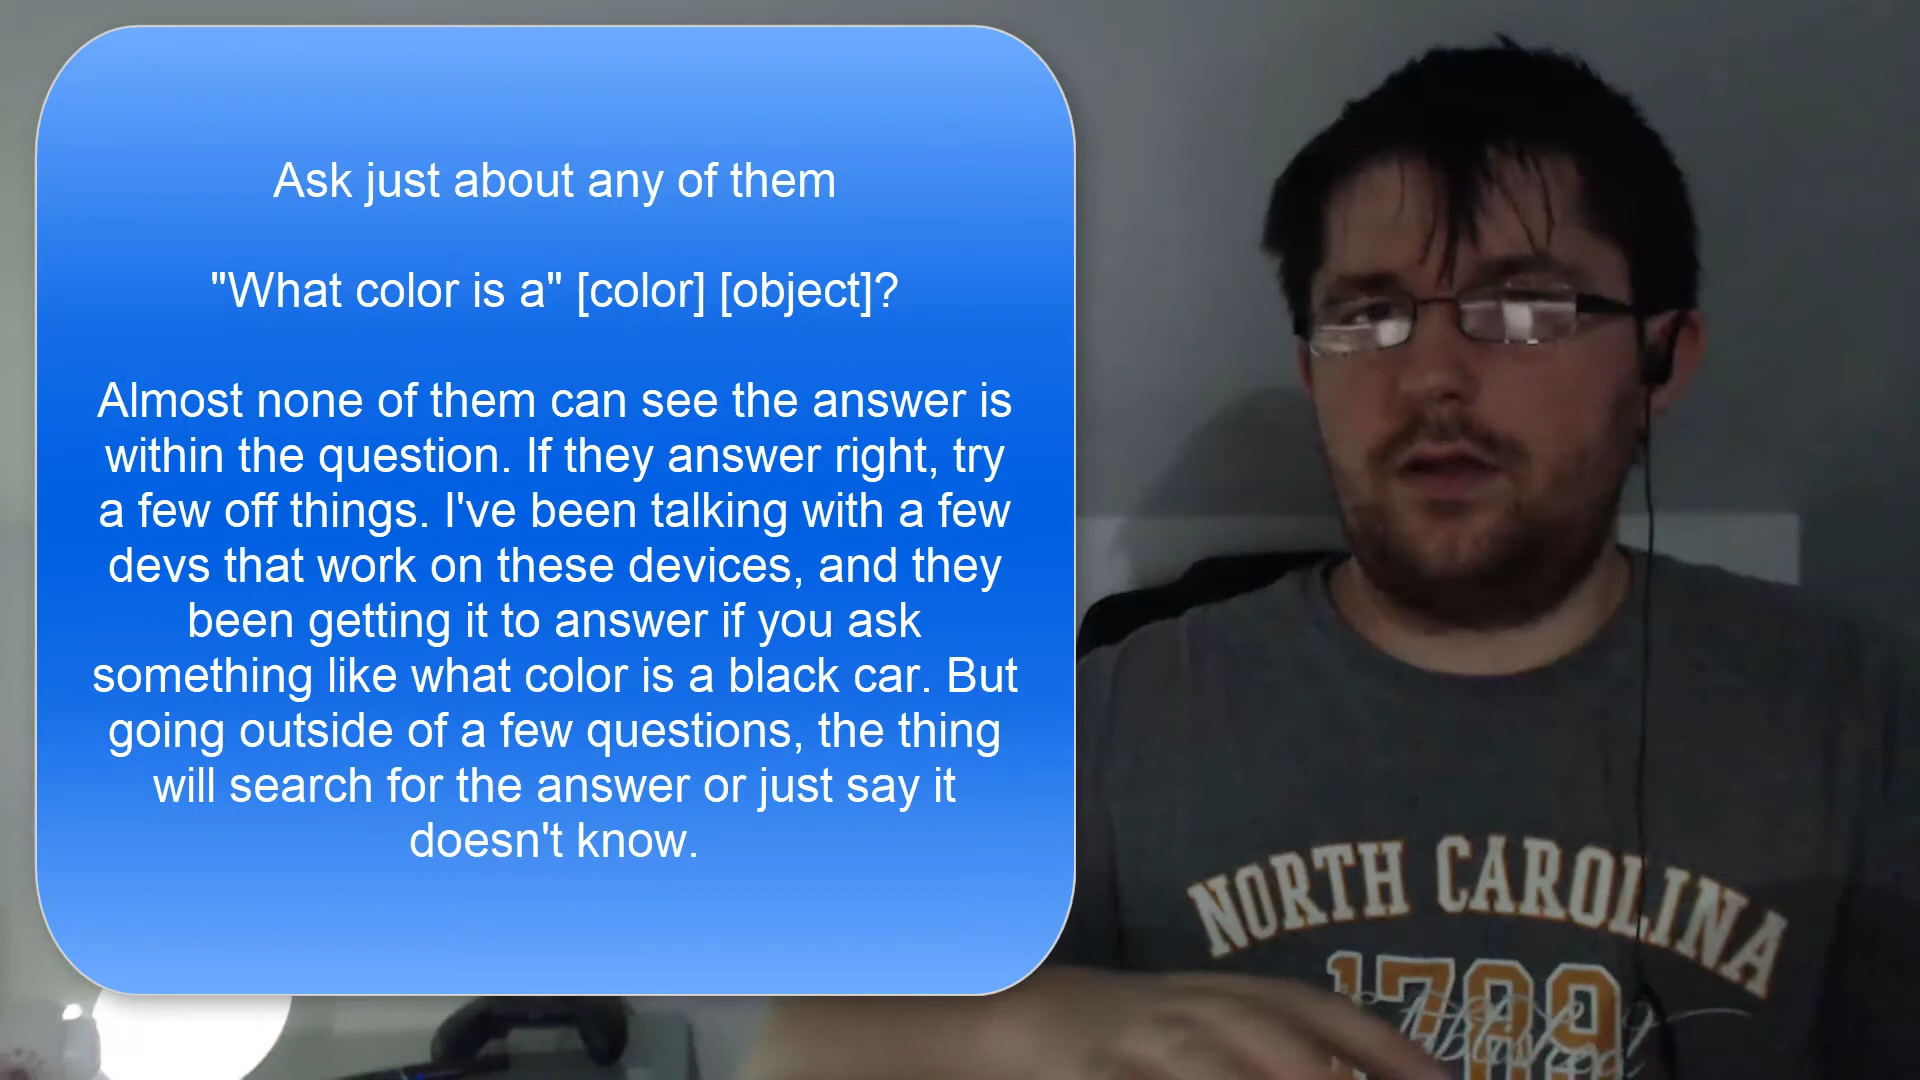 Ask just about any of them
"What color is a" [color] [object]?
Almost none of them can see the answer is
within the question. If they answer right, try
a few off things. I've been talking with a few
devs that work on these devices, and they
been getting it to answer if you ask
something like what color is a black car. But
going outside of a few questions, the thing
will search for the answer or just say it
doesn't know.
NORTH CAROLINA
1789
Established